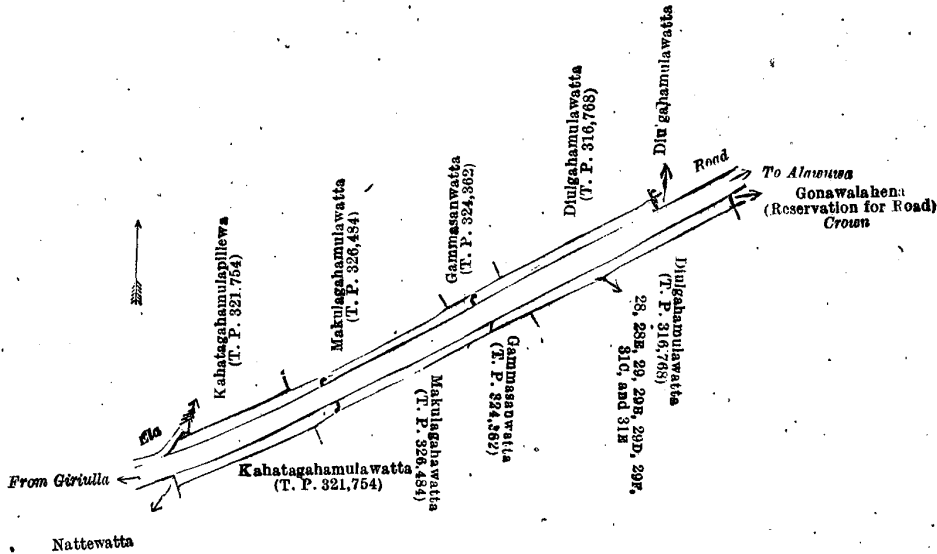 Diulgahamulawatta
(T. P. 316,768)
Diulgahamulawatta
Road
To Alawuwa
Gonawalahena
(Reservation for Road)
Crown
Gammasanwatta
(T. P. 324,362)
Makulagahamulawatta
(T. P. 326,484)
Kahatagahamulapillewa
(T. P. 321.754)
Ela
From Giriulla
Nattewatta
Kahatagahamulawatta
(T. P. 321,754)
Makulagahawatta
(T. P. 326,484)
Gammasanwatta
(T. P. 324,362)
Diulgahamulawatta
(T. P. 316,768)
28, 28E, 29, 29B, 29D, 29F,
31C, and 31E